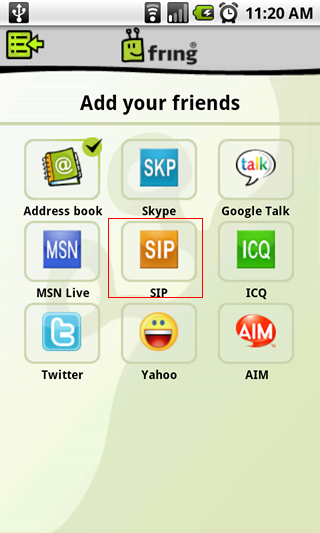 11:20 AM
fring®
Add your friends
@
SKP
talk
Address book
Skype
Google Talk
MSN
SIP
ICQ
MSN Live
SIP
ICQ
t
AIM
Twitter
Yahoo
AIM